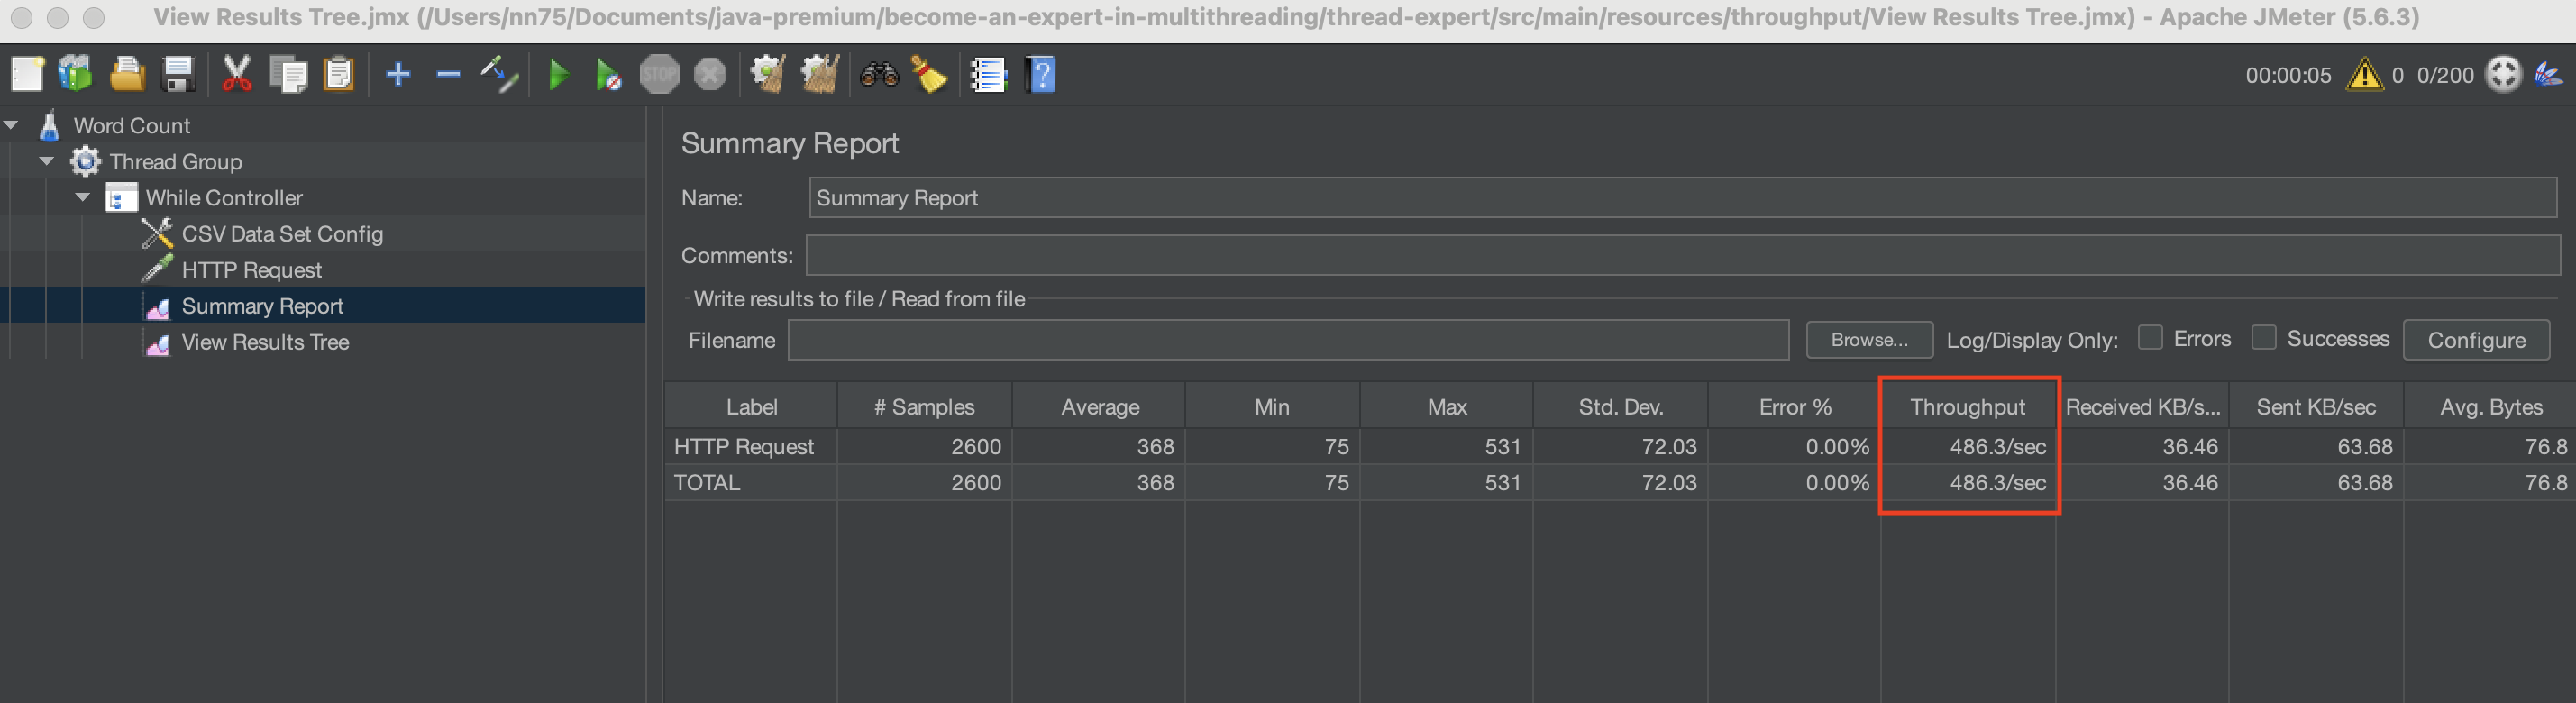 View Results Tree.jmx (/Users/nn75/Documents/java-premium/become-an-expert-in-multithreading/thread-expert/src/main/resources/throughput/View Results Tree.jmx) - Apache JMeter (5.6.3)
STOP ? 00:00:05 0 0/200
Word Count
Thread Group
While Controller
CSV Data Set Config
HTTP Request
Summary Report
View Results Tree
Summary Report
Name: Summary Report
Comments:
Write results to file / Read from file
Filename Browse... Log/Display Only: Errors Successes Configure
Label # Samples Average Min Max Std. Dev. Error % Throughput Received KB/s... Sent KB/sec Avg. Bytes
HTTP Request 2600 368 75 531 72.03 0.00% 486.3/sec 36.46 63.68 76.8
TOTAL 2600 368 75 531 72.03 0.00% 486.3/sec 36.46 63.68 76.8